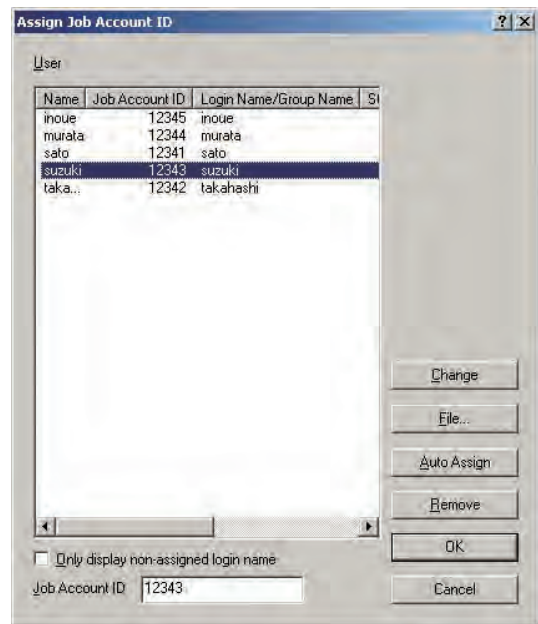 Assign Job Account ID
User
Name Job Account ID Login Name/Group Name
inoue 12345 inoue
murata 12344 murata
sato 12341 sato
suzuki 12343 suzuki
taka... 12342 takahashi
Change
File...
Auto Assign
Remove
OK
Only display non-assigned login name
Job Account ID 12343
Cancel